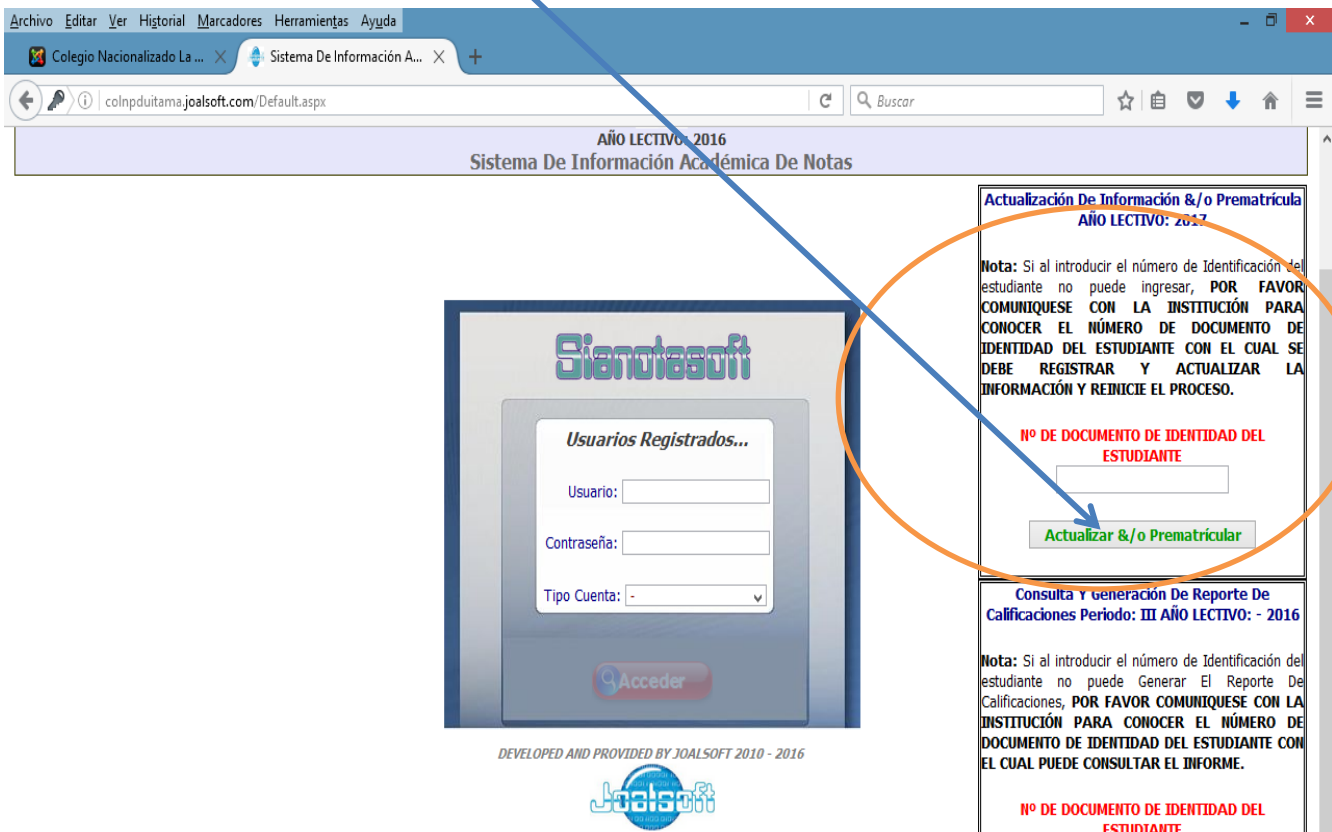 Archivo Editar Ver Historial Marcadores Herramientas Ayuda
Colegio Nacionalizado La ...
Sistema De Información A...
colnpduitama.joalsoft.com/Default.aspx
Buscar
AÑO LECTIVO: 2016
Sistema De Información Académica De Notas
Sianotasoft
Usuarios Registrados...
Usuario:
Contraseña:
Tipo Cuenta: -
Acceder
DEVELOPED AND PROVIDED BY JOALSOFT 2010 - 2016
Joalsoft
Actualización De Información &/o Prematrícula
AÑO LECTIVO: 2017
Nota: Si al introducir el número de Identificación del
estudiante no puede ingresar, POR FAVOR
COMUNIQUESE CON LA INSTITUCIÓN PARA
CONOCER EL NÚMERO DE DOCUMENTO DE
IDENTIDAD DEL ESTUDIANTE CON EL CUAL SE
DEBE REGISTRAR Y ACTUALIZAR LA
INFORMACIÓN Y REINICIE EL PROCESO.
Nº DE DOCUMENTO DE IDENTIDAD DEL
ESTUDIANTE
Actualizar &/o Prematrícular
Consulta Y Generación De Reporte De
Calificaciones Periodo: III AÑO LECTIVO: - 2016
Nota: Si al introducir el número de Identificación del
estudiante no puede Generar El Reporte De
Calificaciones, POR FAVOR COMUNIQUESE CON LA
INSTITUCIÓN PARA CONOCER EL NÚMERO DE
DOCUMENTO DE IDENTIDAD DEL ESTUDIANTE CON
EL CUAL PUEDE CONSULTAR EL INFORME.
Nº DE DOCUMENTO DE IDENTIDAD DEL
ESTUDIANTE